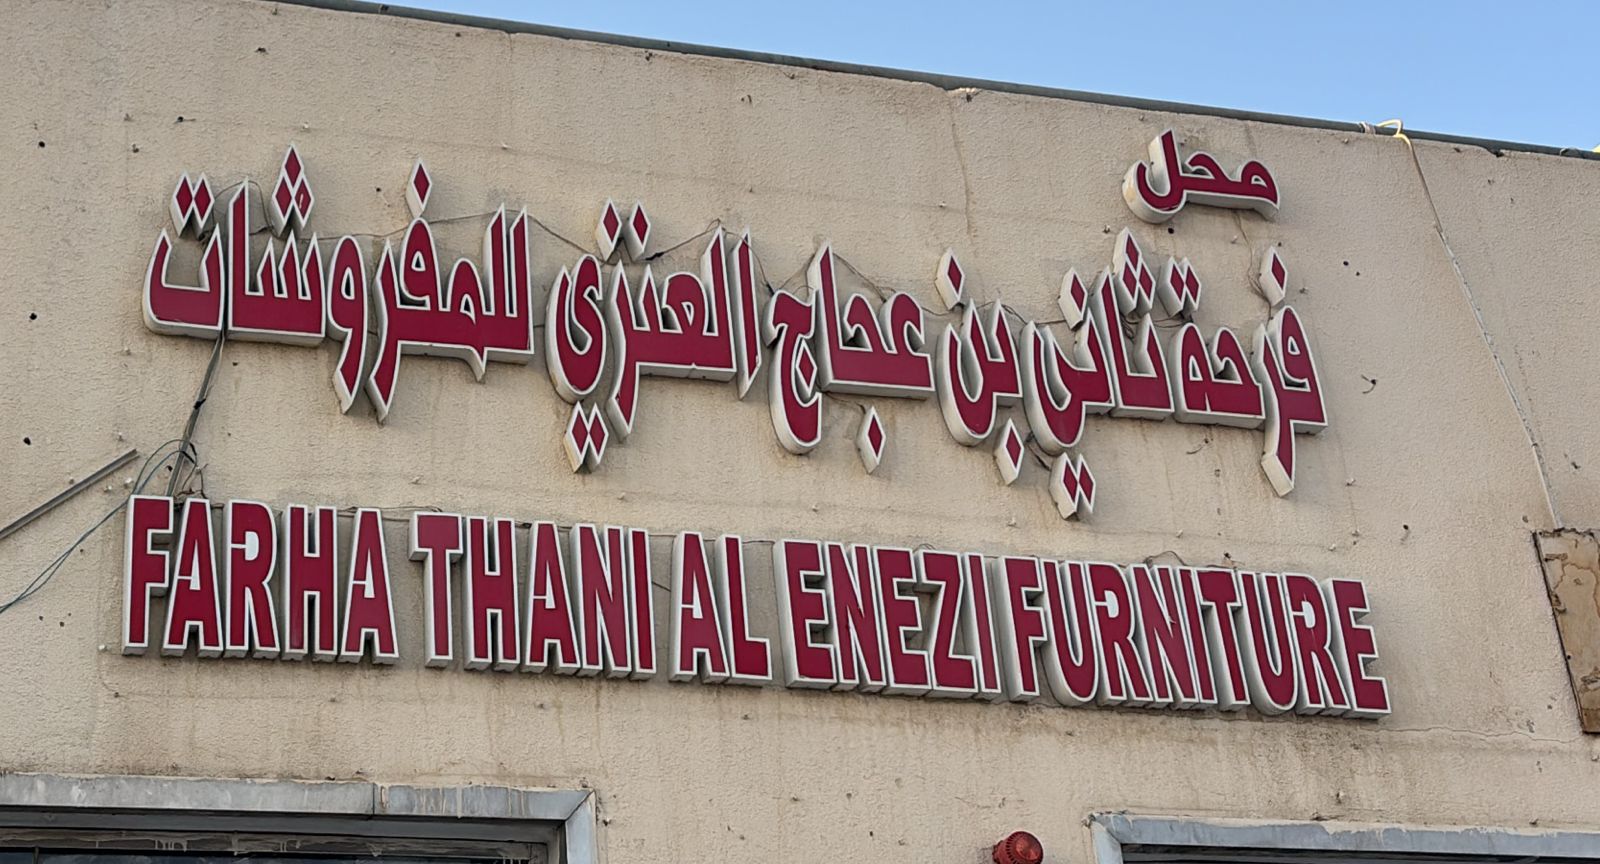 محل
فرحة ثاني بن عجاج العنزي للمفروشات
FARHA THANI AL ENEZI FURNITURE